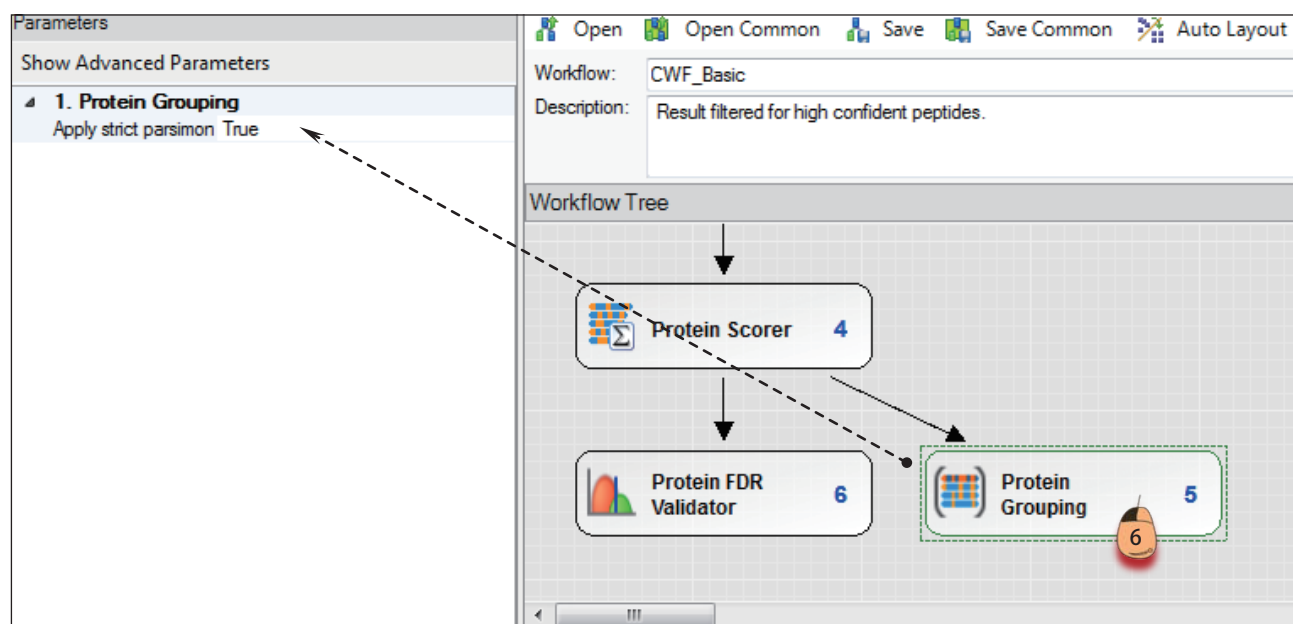 Parameters
Show Advanced Parameters
1. Protein Grouping
Apply strict parsimon True
Open Open Common Save Save Common Auto Layout
Workflow: CWF_Basic
Description: Result filtered for high confident peptides.
Workflow Tree
Protein Scorer 4
Protein FDR
Validator 6
Protein
Grouping 5
6